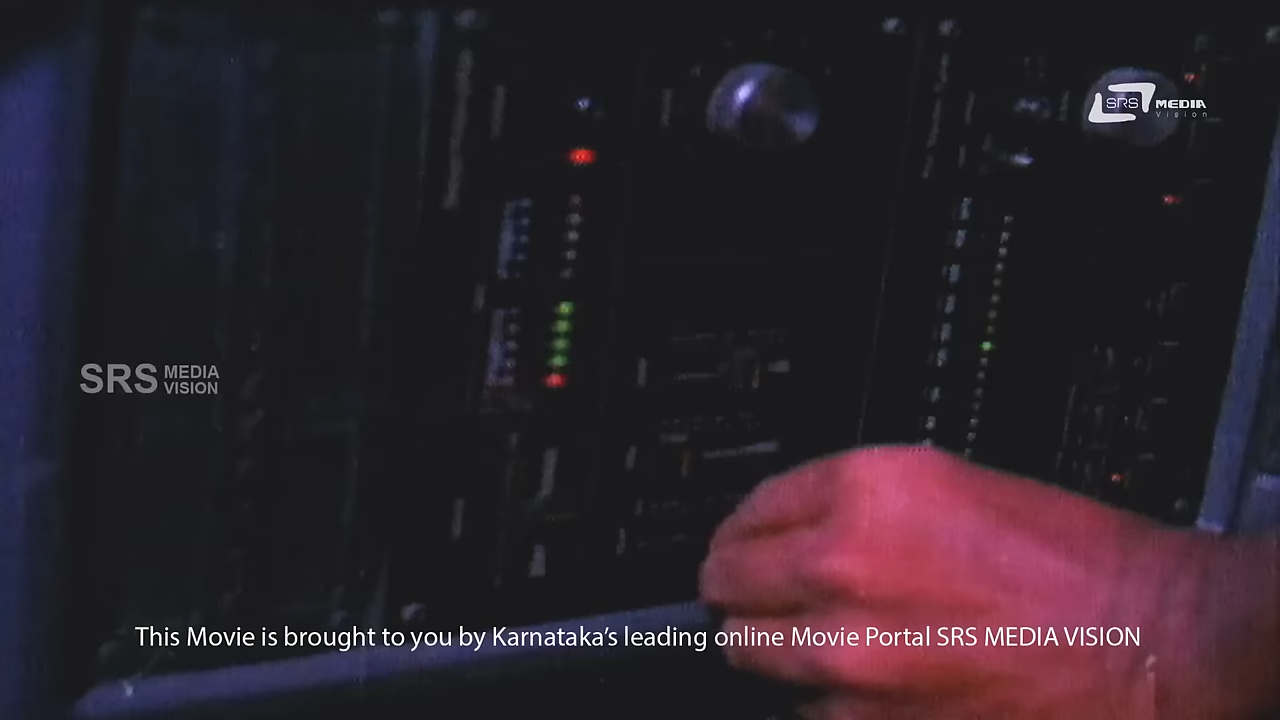 SRS MEDIA
Vision
SRS MEDIA
VISION
This Movie is brought to you by Karnataka’s leading online Movie Portal SRS MEDIA VISION